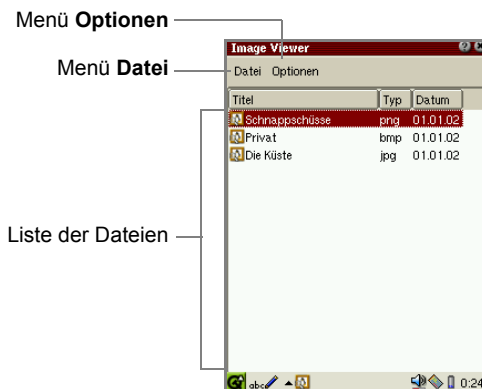 Menü Optionen
Menü Datei
Liste der Dateien
Image Viewer
Datei Optionen
Titel Typ Datum
Schnappschüsse png 01.01.02
Privat bmp 01.01.02
Die Küste jpg 01.01.02
abc 0:24